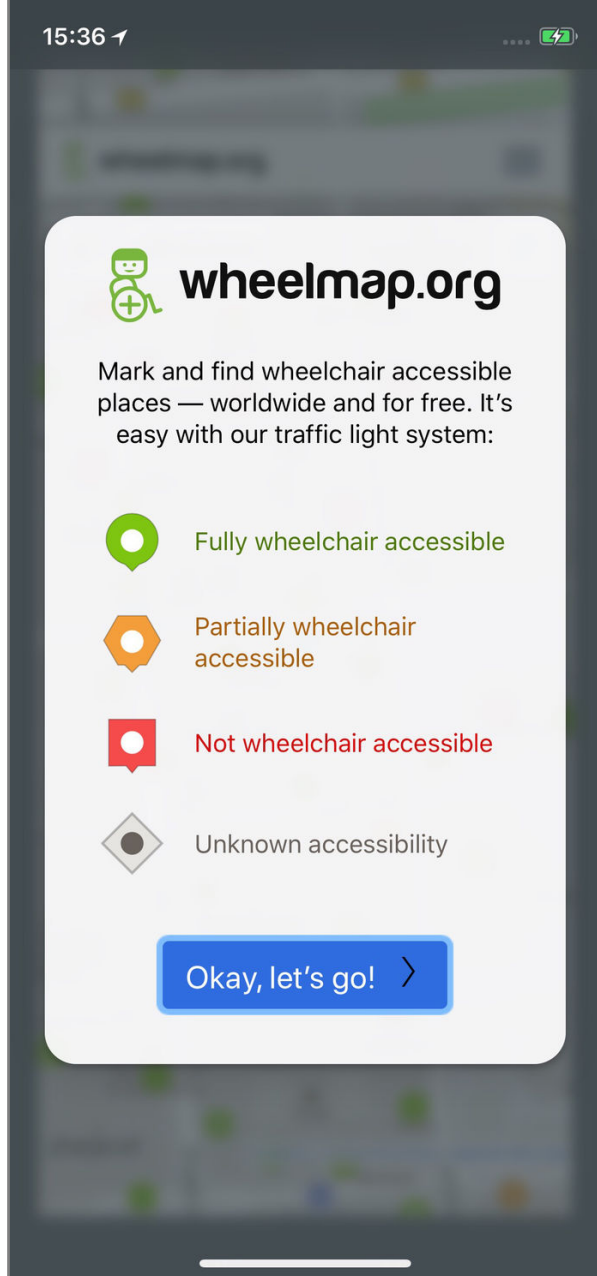 15:36
wheelmap.org
Mark and find wheelchair accessible
places — worldwide and for free. It’s
easy with our traffic light system:
Fully wheelchair accessible
Partially wheelchair
accessible
Not wheelchair accessible
Unknown accessibility
Okay, let’s go!